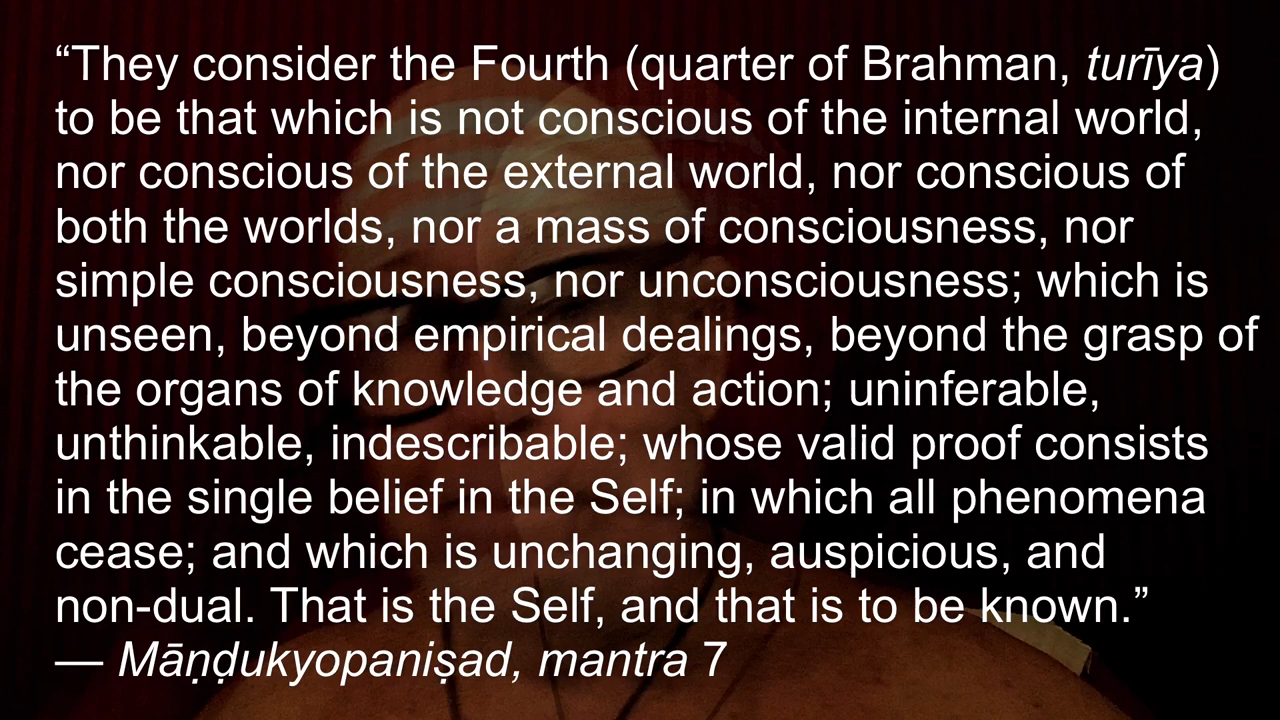 “They consider the Fourth (quarter of Brahman, turīya)
to be that which is not conscious of the internal world,
nor conscious of the external world, nor conscious of
both the worlds, nor a mass of consciousness, nor
simple consciousness, nor unconsciousness; which is
unseen, beyond empirical dealings, beyond the grasp of
the organs of knowledge and action; uninferable,
unthinkable, indescribable; whose valid proof consists
in the single belief in the Self; in which all phenomena
cease; and which is unchanging, auspicious, and
non-dual. That is the Self, and that is to be known.”
— Māṇḍukyopaniṣad, mantra 7